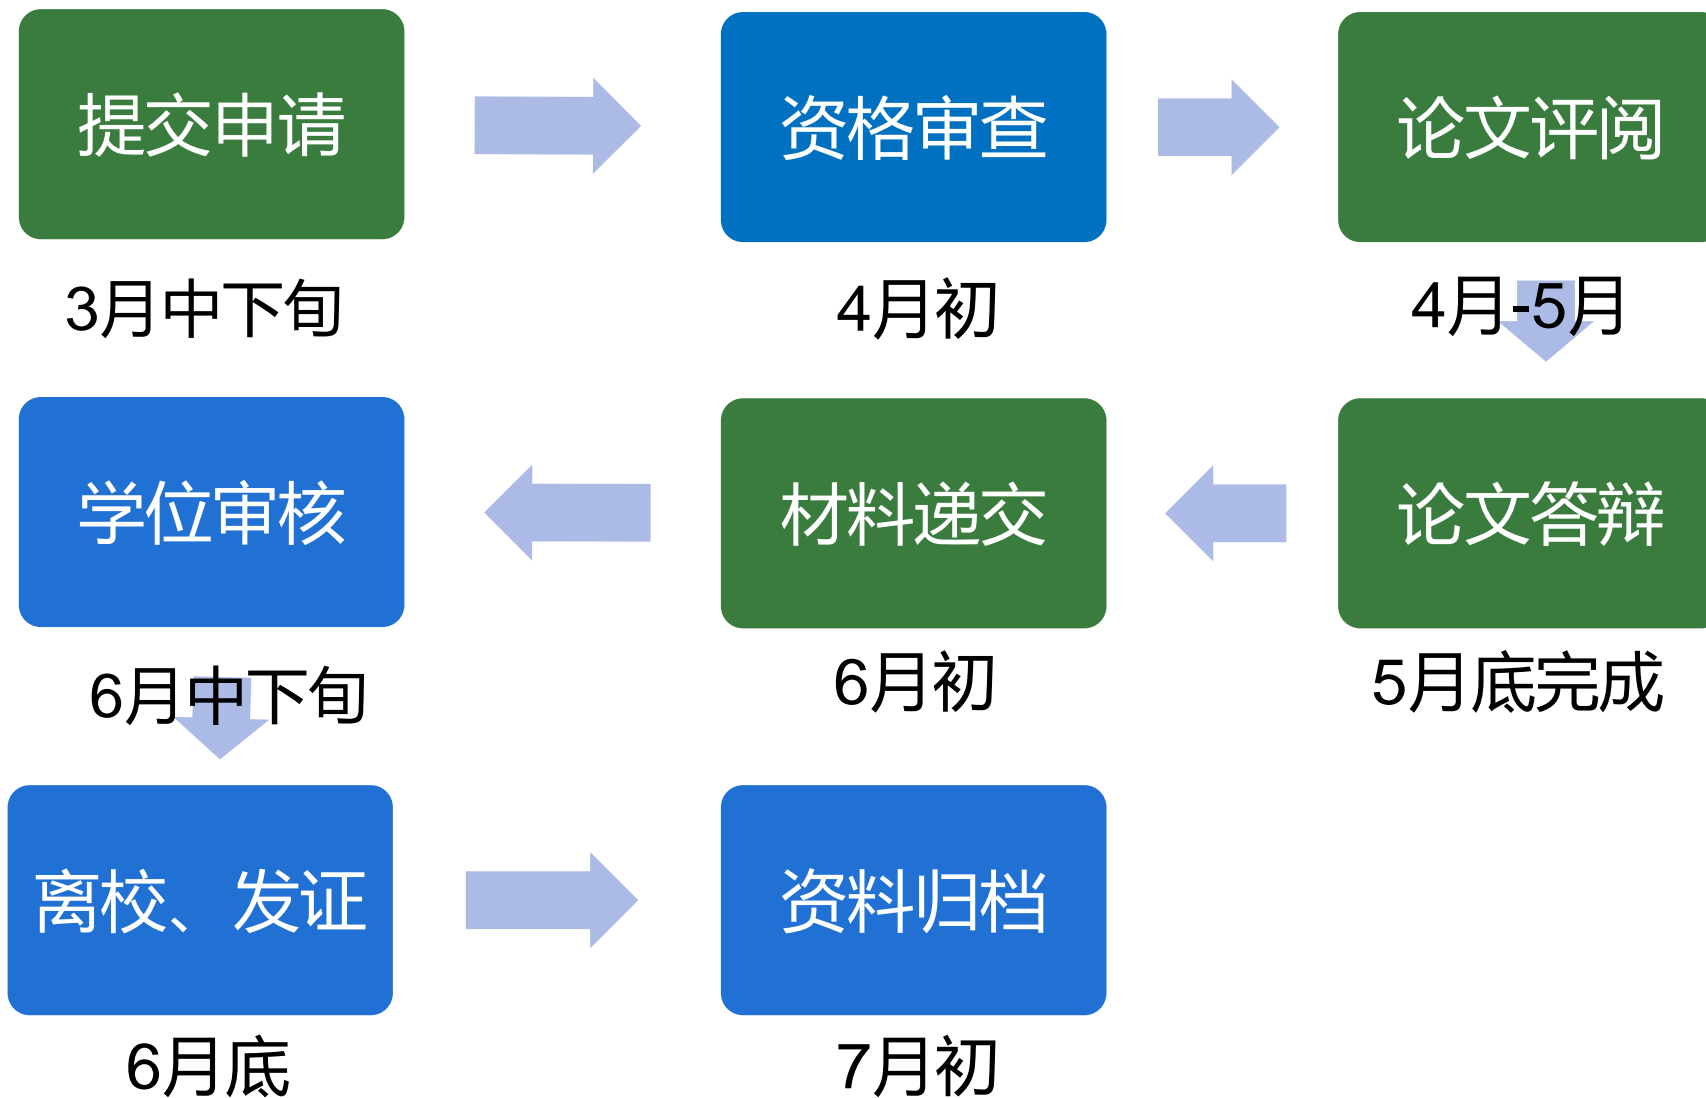 提交申请
资格审查
论文评阅
3月中下旬
4月初
4月-5月
学位审核
材料递交
论文答辩
6月中下旬
6月初
5月底完成
离校、发证
资料归档
6月底
7月初